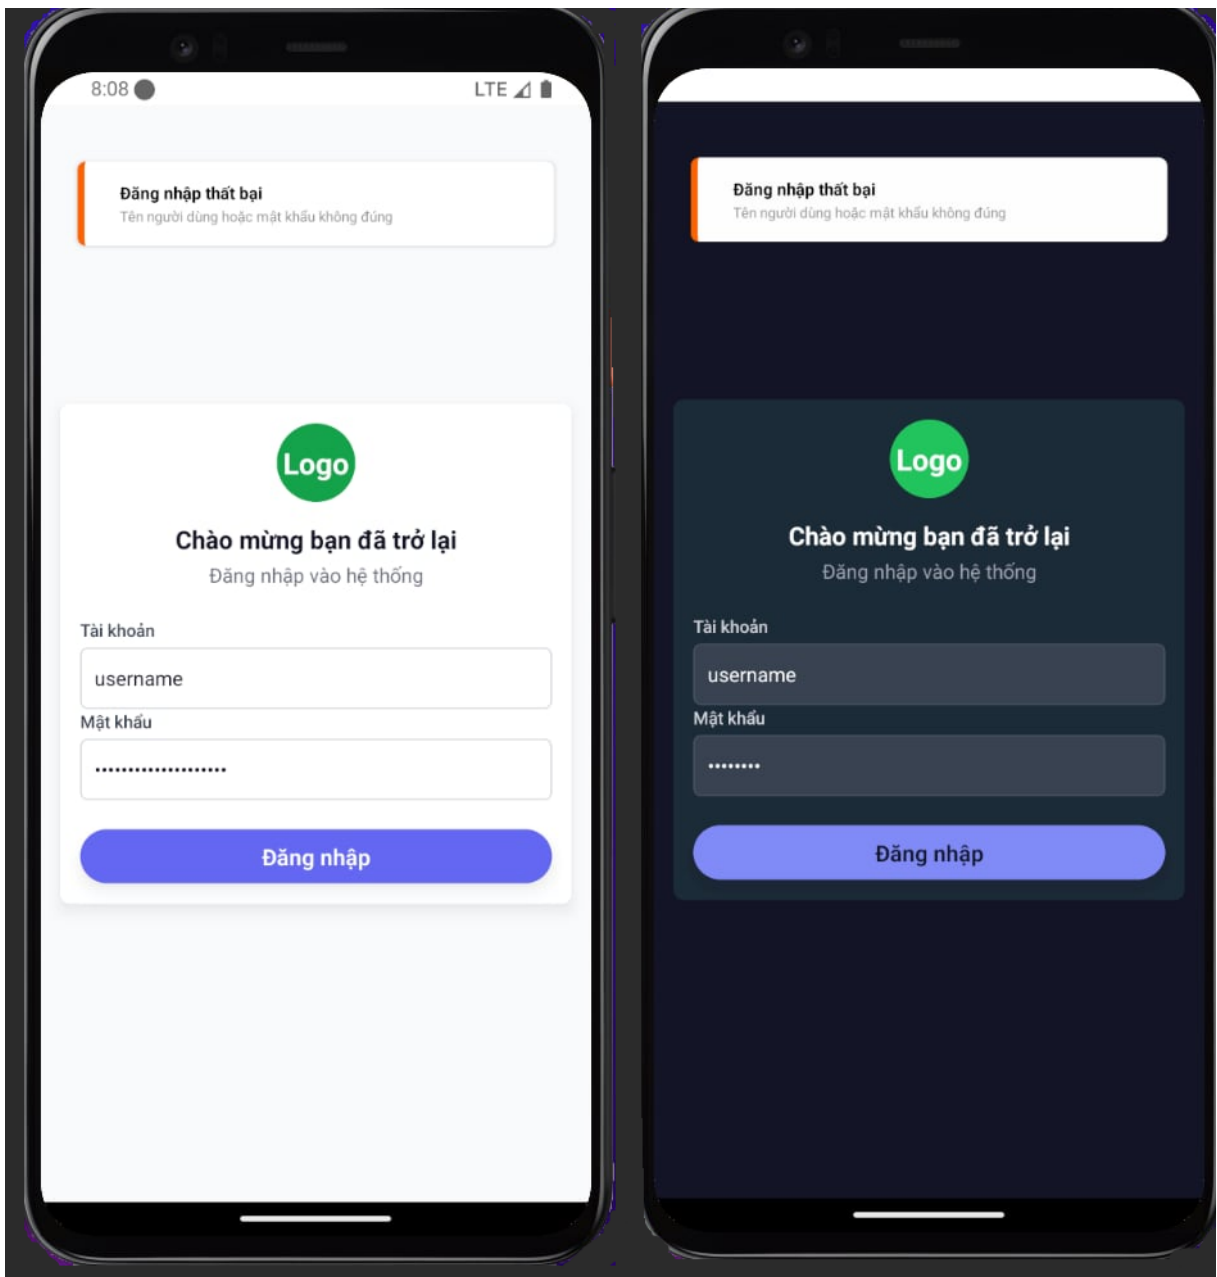 8:08
LTE
Đăng nhập thất bại
Tên người dùng hoặc mật khẩu không đúng
Logo
Chào mừng bạn đã trở lại
Đăng nhập vào hệ thống
Tài khoản
username
Mật khẩu
••••••••••••••••••••
Đăng nhập
Đăng nhập thất bại
Tên người dùng hoặc mật khẩu không đúng
Logo
Chào mừng bạn đã trở lại
Đăng nhập vào hệ thống
Tài khoản
username
Mật khẩu
••••••••
Đăng nhập